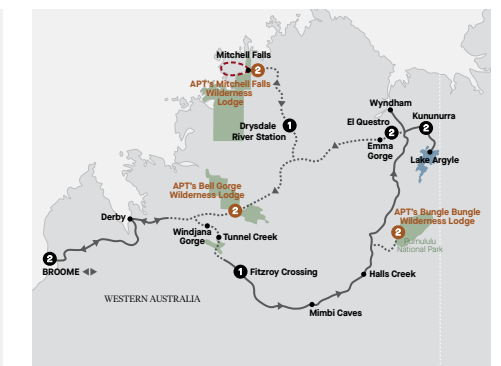 Mitchell Falls
2
APT's Mitchell Falls
Wilderness
Lodge
Drysdale
River Station
1
Wyndham
El Questro
2
Kununurra
2
Emma
Gorge
Lake Argyle
APT's Bell Gorge
Wilderness Lodge
2
Derby
Windjana
Gorge
Tunnel Creek
APT's Bungle Bungle
Wilderness Lodge
2
Purnululu
National Park
2
BROOME
1
Fitzroy Crossing
Halls Creek
WESTERN AUSTRALIA
Mimbi Caves